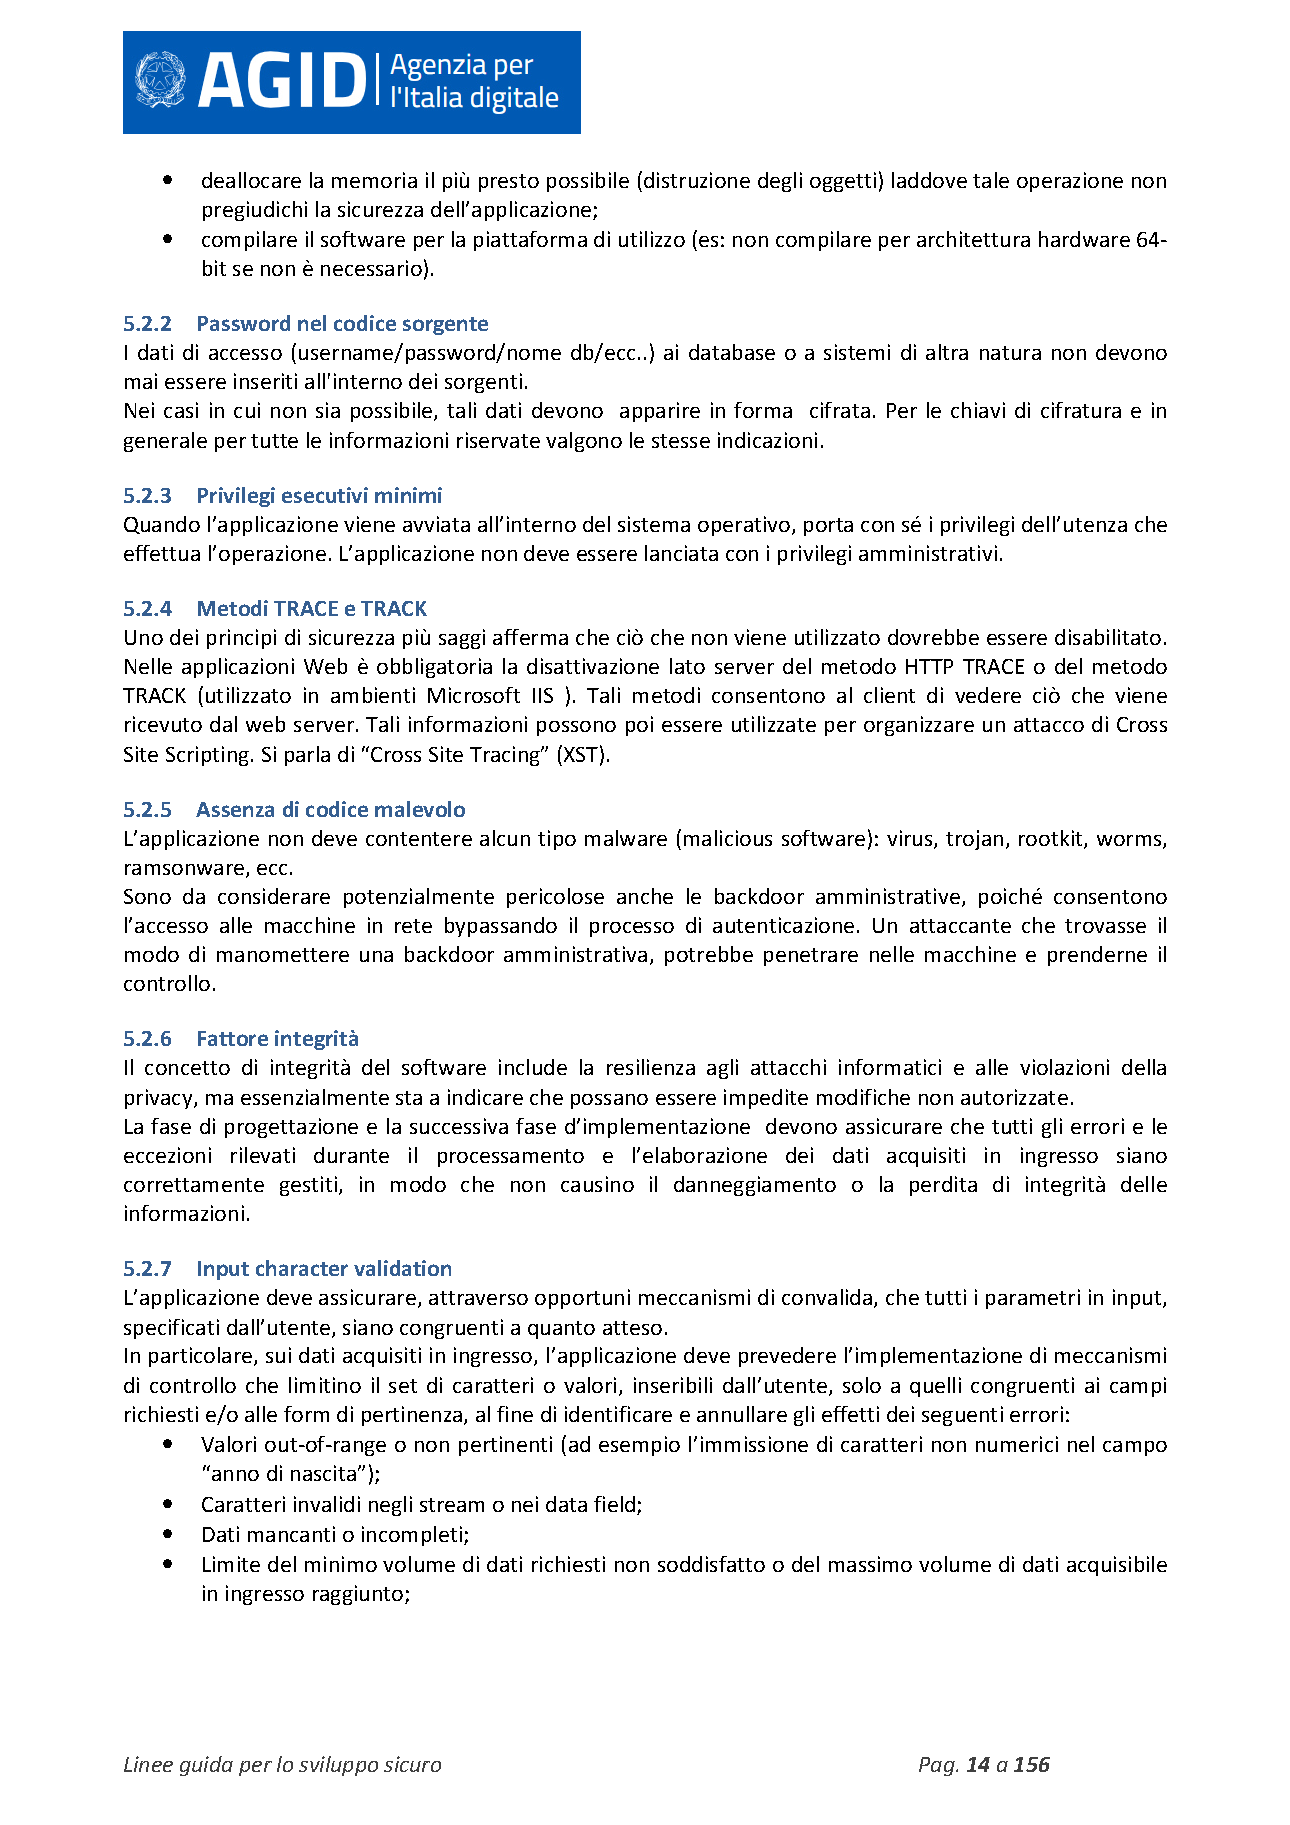 AGID Agenzia per
l'Italia digitale
• deallocare la memoria il più presto possibile (distruzione degli oggetti) laddove tale operazione non
pregiudichi la sicurezza dell’applicazione;
• compilare il software per la piattaforma di utilizzo (es: non compilare per architettura hardware 64-
bit se non è necessario).
5.2.2 Password nel codice sorgente
I dati di accesso (username/password/nome db/ecc..) ai database o a sistemi di altra natura non devono
mai essere inseriti all'interno dei sorgenti.
Nei casi in cui non sia possibile, tali dati devono apparire in forma cifrata. Per le chiavi di cifratura e in
generale per tutte le informazioni riservate valgono le stesse indicazioni.
5.2.3 Privilegi esecutivi minimi
Quando l’applicazione viene avviata all’interno del sistema operativo, porta con sé i privilegi dell’utenza che
effettua l’operazione. L’applicazione non deve essere lanciata con i privilegi amministrativi.
5.2.4 Metodi TRACE e TRACK
Uno dei principi di sicurezza più saggi afferma che ciò che non viene utilizzato dovrebbe essere disabilitato.
Nelle applicazioni Web è obbligatoria la disattivazione lato server del metodo HTTP TRACE o del metodo
TRACK (utilizzato in ambienti Microsoft IIS ). Tali metodi consentono al client di vedere ciò che viene
ricevuto dal web server. Tali informazioni possono poi essere utilizzate per organizzare un attacco di Cross
Site Scripting. Si parla di “Cross Site Tracing” (XST).
5.2.5 Assenza di codice malevolo
L’applicazione non deve contentere alcun tipo malware (malicious software): virus, trojan, rootkit, worms,
ramsonware, ecc.
Sono da considerare potenzialmente pericolose anche le backdoor amministrative, poiché consentono
l’accesso alle macchine in rete bypassando il processo di autenticazione. Un attaccante che trovasse il
modo di manomettere una backdoor amministrativa, potrebbe penetrare nelle macchine e prenderne il
controllo.
5.2.6 Fattore integrità
Il concetto di integrità del software include la resilienza agli attacchi informatici e alle violazioni della
privacy, ma essenzialmente sta a indicare che possano essere impedite modifiche non autorizzate.
La fase di progettazione e la successiva fase d’implementazione devono assicurare che tutti gli errori e le
eccezioni rilevati durante il processamento e l’elaborazione dei dati acquisiti in ingresso siano
correttamente gestiti, in modo che non causino il danneggiamento o la perdita di integrità delle
informazioni.
5.2.7 Input character validation
L’applicazione deve assicurare, attraverso opportuni meccanismi di convalida, che tutti i parametri in input,
specificati dall’utente, siano congruenti a quanto atteso.
In particolare, sui dati acquisiti in ingresso, l’applicazione deve prevedere l’implementazione di meccanismi
di controllo che limitino il set di caratteri o valori, inseribili dall’utente, solo a quelli congruenti ai campi
richiesti e/o alle form di pertinenza, al fine di identificare e annullare gli effetti dei seguenti errori:
• Valori out-of-range o non pertinenti (ad esempio l’immissione di caratteri non numerici nel campo
“anno di nascita”);
• Caratteri invalidi negli stream o nei data field;
• Dati mancanti o incompleti;
• Limite del minimo volume di dati richiesti non soddisfatto o del massimo volume di dati acquisibile
in ingresso raggiunto;
Linee guida per lo sviluppo sicuro Pag. 14 a 156